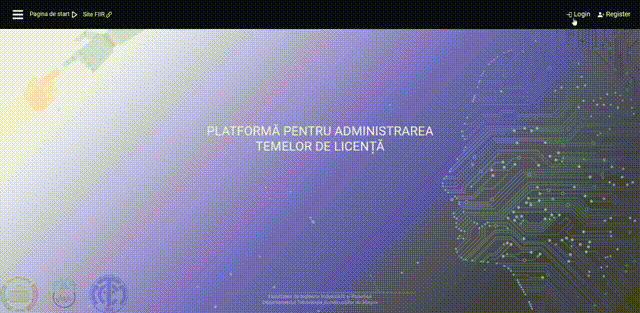 Pagina de start
Site FIIR
Login
Register
PLATFORMĂ PENTRU ADMINISTRAREA
TEMELOR DE LICENȚĂ
Facultatea de Inginerie Industrială și Robotică
Departamentul Tehnologia Construcțiilor de Mașini